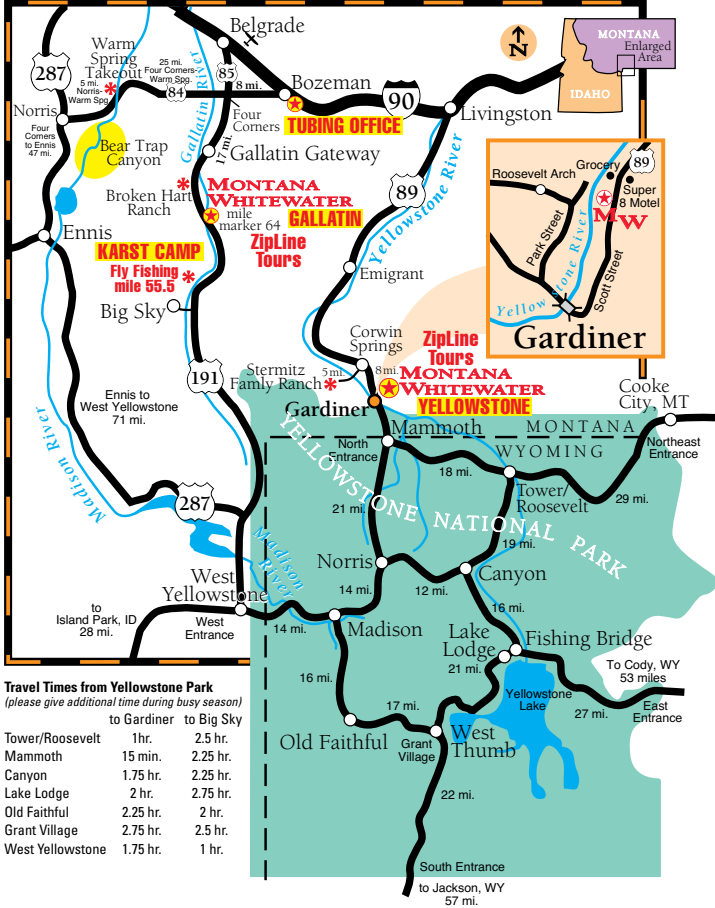 Belgrade
N
MONTANA
Enlarged
Area
IDAHO
Warm
Spring
Takeout
5 mi.
Norris-
Warm Spg.
25 mi.
Four Corners-
Warm Spg.
287
85
84
8 mi.
Bozeman
90
TUBING OFFICE
Livingston
Norris
Four
Corners
to Ennis
47 mi.
Bear Trap
Canyon
Gallatin River
Four
Corners
17 mi.
Gallatin Gateway
Broken Hart
Ranch
MONTANA
WHITEWATER
mile
marker 64
GALLATIN
ZipLine
Tours
89
Yellowstone River
Emigrant
Ennis
KARST CAMP
Fly Fishing
mile 55.5
Big Sky
Roosevelt Arch
Grocery
89
Super
8 Motel
MW
Park Street
Yellow stone River
Scott Street
Gardiner
Corwin
Springs
ZipLine
Tours
191
Stermitz
Famly Ranch
5 mi.
8 mi.
MONTANA
WHITEWATER
YELLOWSTONE
Gardiner
Cooke
City, MT
Ennis to
West Yellowstone
71 mi.
Madison River
Mammoth
North
Entrance
MONTANA
WYOMING
Northeast
Entrance
18 mi.
Tower/
Roosevelt
29 mi.
YELLOWSTONE NATIONAL PARK
21 mi.
19 mi.
287
Madison
River
Norris
Canyon
14 mi.
12 mi.
16 mi.
West
Yellowstone
to
Island Park, ID
28 mi.
West
Entrance
14 mi.
Madison
Lake
Lodge
Fishing Bridge
21 mi.
To Cody, WY
53 miles
16 mi.
Yellowstone
Lake
27 mi.
East
Entrance
17 mi.
Old Faithful
Grant
Village
West
Thumb
22 mi.
South Entrance
to Jackson, WY
57 mi.
Travel Times from Yellowstone Park
(please give additional time during busy season)
to Gardiner to Big Sky
Tower/Roosevelt 1hr. 2.5 hr.
Mammoth 15 min. 2.25 hr.
Canyon 1.75 hr. 2.25 hr.
Lake Lodge 2 hr. 2.75 hr.
Old Faithful 2.25 hr. 2 hr.
Grant Village 2.75 hr. 2.5 hr.
West Yellowstone 1.75 hr. 1 hr.